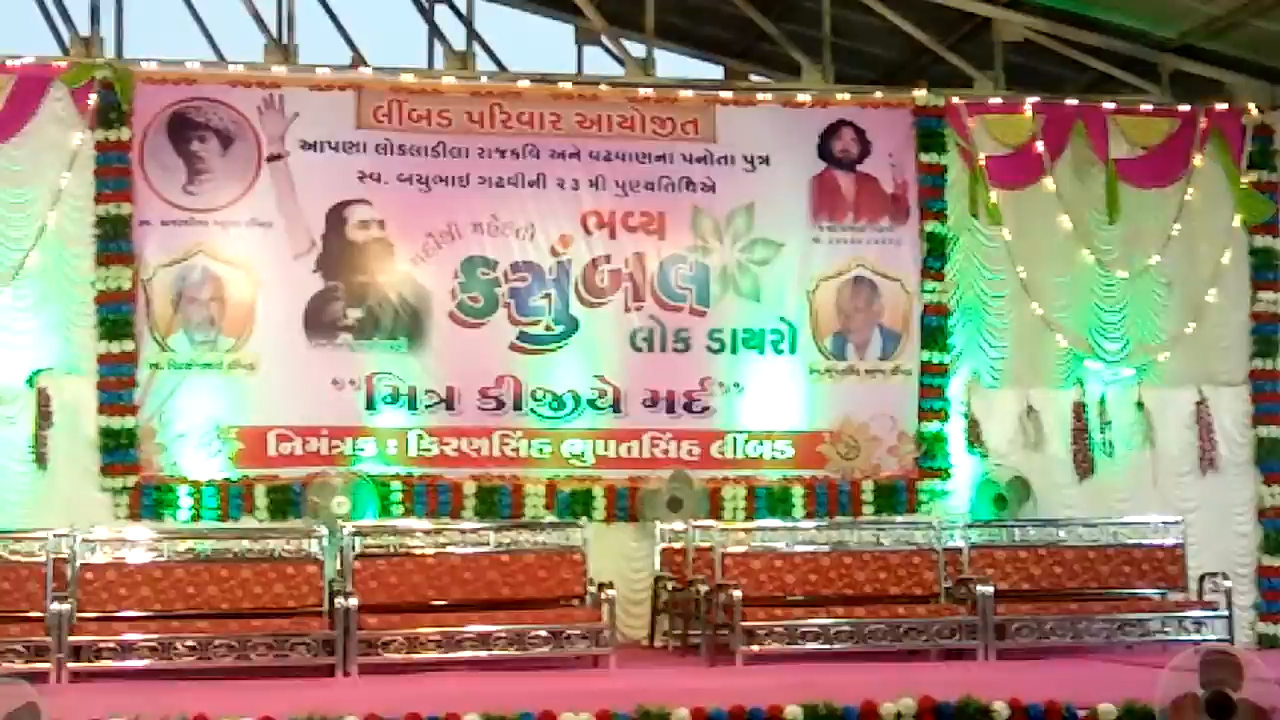 લીંબડ પરિવાર આયોજીત
આપણા લોકલાડીલા રાજકવિ અને વઢવાણના પનોતા પુત્ર
સ્વ. બચુભાઇ ગઢવીની ૨૩ મી પુણ્યતિથિએ
ભવ્ય
કસુંબલ
લોક ડાયરો
"મિત્ર કીજીયે મર્દ"
નિમંત્રક : કિરણસિંહ ભુપતસિંહ લીંબડ